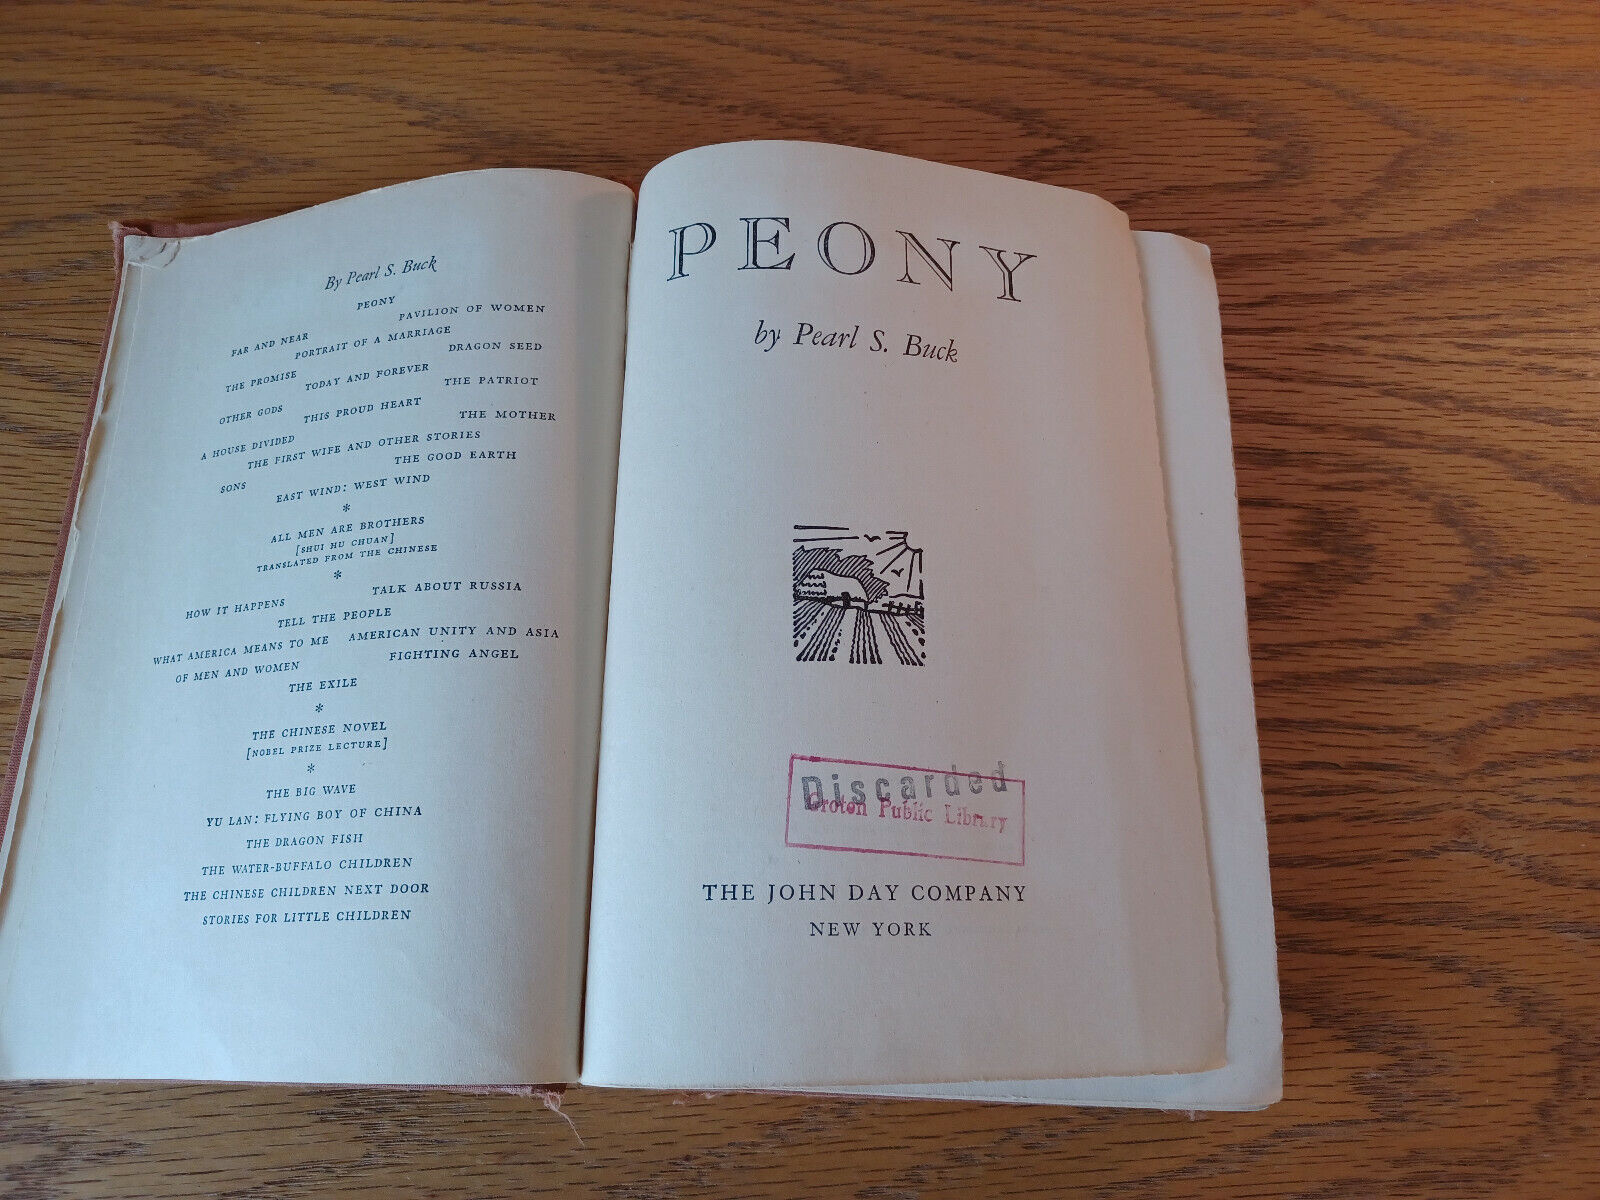 By Pearl S. Buck
PEONY
PAVILION OF WOMEN
FAR AND NEAR
PORTRAIT OF A MARRIAGE
DRAGON SEED
THE PROMISE
TODAY AND FOREVER
THE PATRIOT
OTHER GODS
THIS PROUD HEART
THE MOTHER
A HOUSE DIVIDED
THE FIRST WIFE AND OTHER STORIES
THE GOOD EARTH
SONS
EAST WIND: WEST WIND
*
ALL MEN ARE BROTHERS
[SHUI HU CHUAN]
TRANSLATED FROM THE CHINESE
*
TALK ABOUT RUSSIA
HOW IT HAPPENS
TELL THE PEOPLE
WHAT AMERICA MEANS TO ME AMERICAN UNITY AND ASIA
OF MEN AND WOMEN FIGHTING ANGEL
THE EXILE
*
THE CHINESE NOVEL
[NOBEL PRIZE LECTURE]
*
THE BIG WAVE
YU LAN: FLYING BOY OF CHINA
THE DRAGON FISH
THE WATER-BUFFALO CHILDREN
THE CHINESE CHILDREN NEXT DOOR
STORIES FOR LITTLE CHILDREN
PEONY
by Pearl S. Buck
Discarded
Groton Public Library
THE JOHN DAY COMPANY
NEW YORK